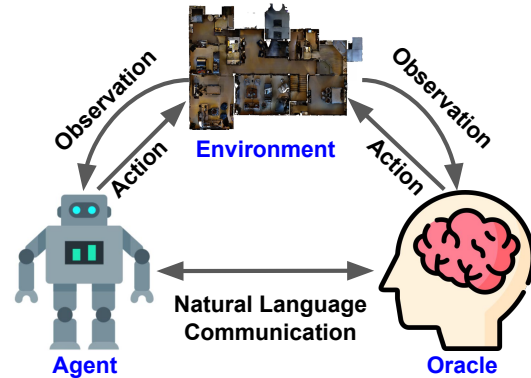 Observation
Action
Environment
Observation
Action
Natural Language
Communication
Agent
Oracle